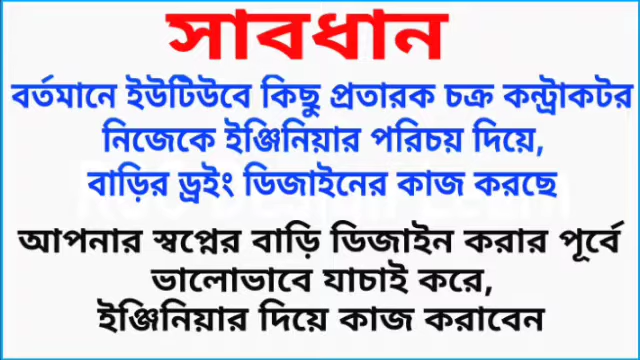 সাবধান
বর্তমানে ইউটিউবে কিছু প্রতারক চক্র কন্ট্রাকটর
নিজেকে ইঞ্জিনিয়ার পরিচয় দিয়ে,
বাড়ির ড্রইং ডিজাইনের কাজ করছে
আপনার স্বপ্নের বাড়ি ডিজাইন করার পূর্বে
ভালোভাবে যাচাই করে,
ইঞ্জিনিয়ার দিয়ে কাজ করাবেন